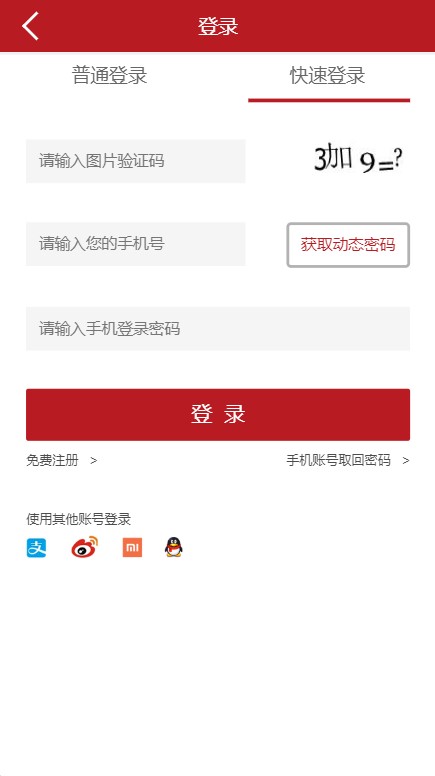 登录
普通登录 快速登录
请输入图片验证码 3加9=?
请输入您的手机号 获取动态密码
请输入手机登录密码
登 录
免费注册 > 手机账号取回密码 >
使用其他账号登录
支 mi